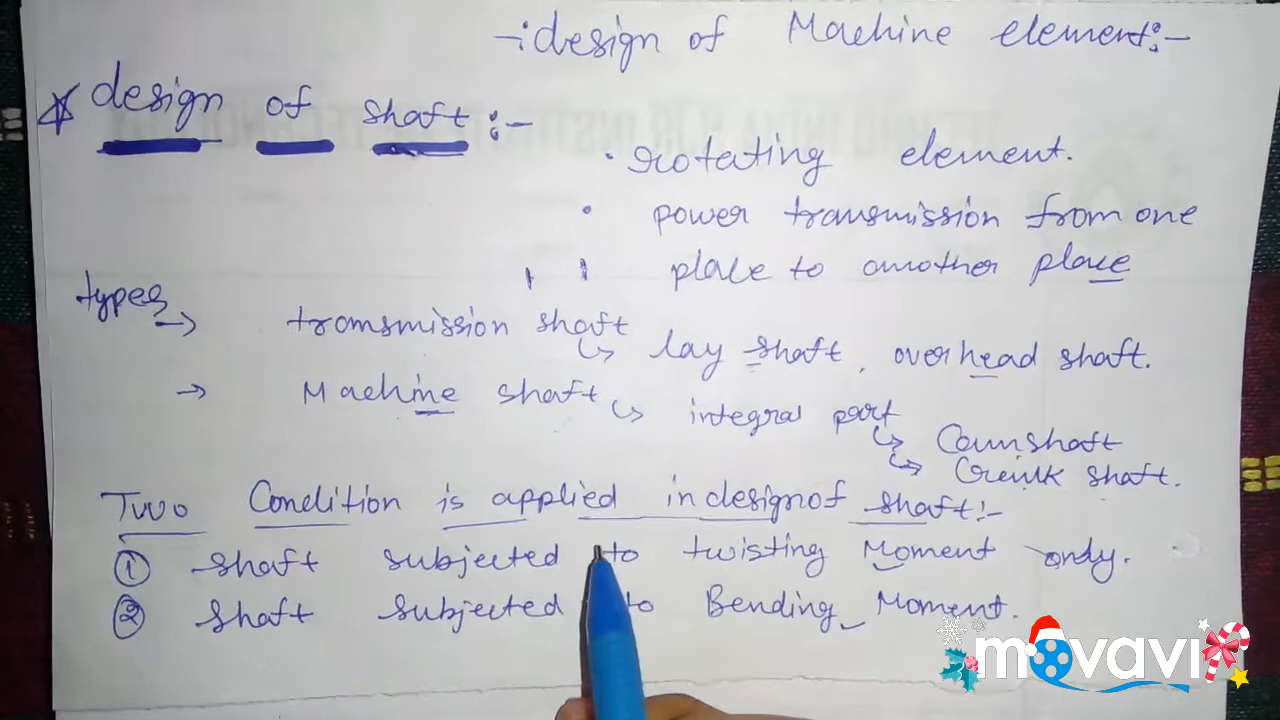 -: design of Machine element:-
* design of shaft :-
• rotating element.
• power transmission from one
place to another place
types
→ transmission shaft
↳ lay shaft, overhead shaft.
→ Machine shaft ↳ integral part
↳ Camshaft
↳ Crank shaft.
Two Condition is applied in design of shaft:-
① shaft subjected to twisting Moment only.
② shaft subjected to Bending Moment.
movavi